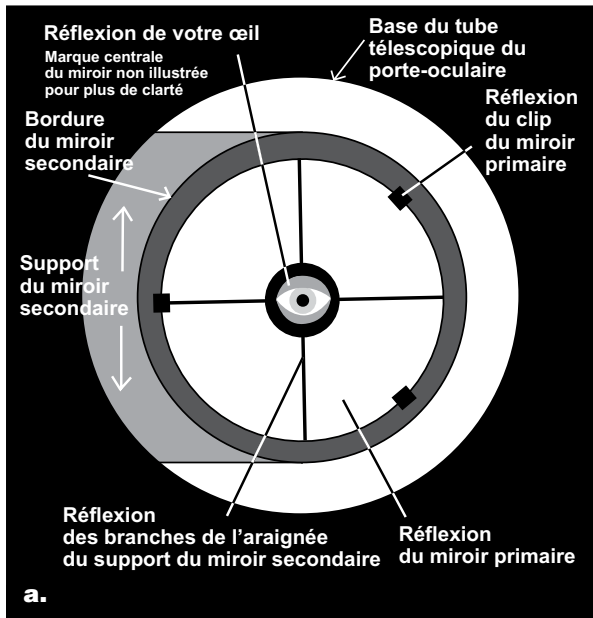 Réflexion de votre œil
Marque centrale
du miroir non illustrée
pour plus de clarté
Base du tube
télescopique du
porte-oculaire
Réflexion
du clip
du miroir
primaire
Bordure
du miroir
secondaire
Support
du miroir
secondaire
Réflexion
des branches de l’araignée
du support du miroir secondaire
Réflexion
du miroir primaire
a.